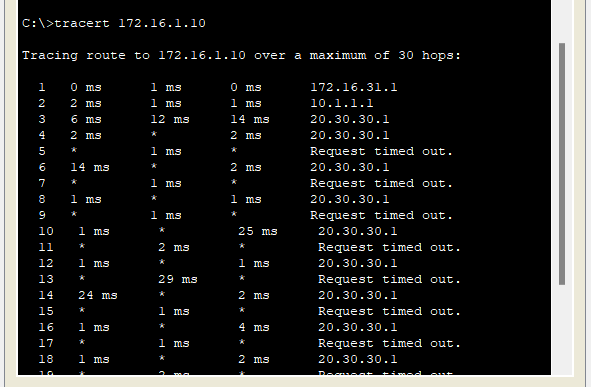 C:\>tracert 172.16.1.10
Tracing route to 172.16.1.10 over a maximum of 30 hops:
1 0 ms 1 ms 0 ms 172.16.31.1
2 2 ms 1 ms 1 ms 10.1.1.1
3 6 ms 12 ms 14 ms 20.30.30.1
4 2 ms * 2 ms 20.30.30.1
5 * 1 ms * Request timed out.
6 14 ms * 2 ms 20.30.30.1
7 * 1 ms * Request timed out.
8 1 ms * 1 ms 20.30.30.1
9 * 1 ms * Request timed out.
10 1 ms * 25 ms 20.30.30.1
11 * 2 ms * Request timed out.
12 1 ms * 1 ms 20.30.30.1
13 * 29 ms * Request timed out.
14 24 ms * 2 ms 20.30.30.1
15 * 1 ms * Request timed out.
16 1 ms * 4 ms 20.30.30.1
17 * 1 ms * Request timed out.
18 1 ms * 2 ms 20.30.30.1
19 * 2 ms * Request timed out.